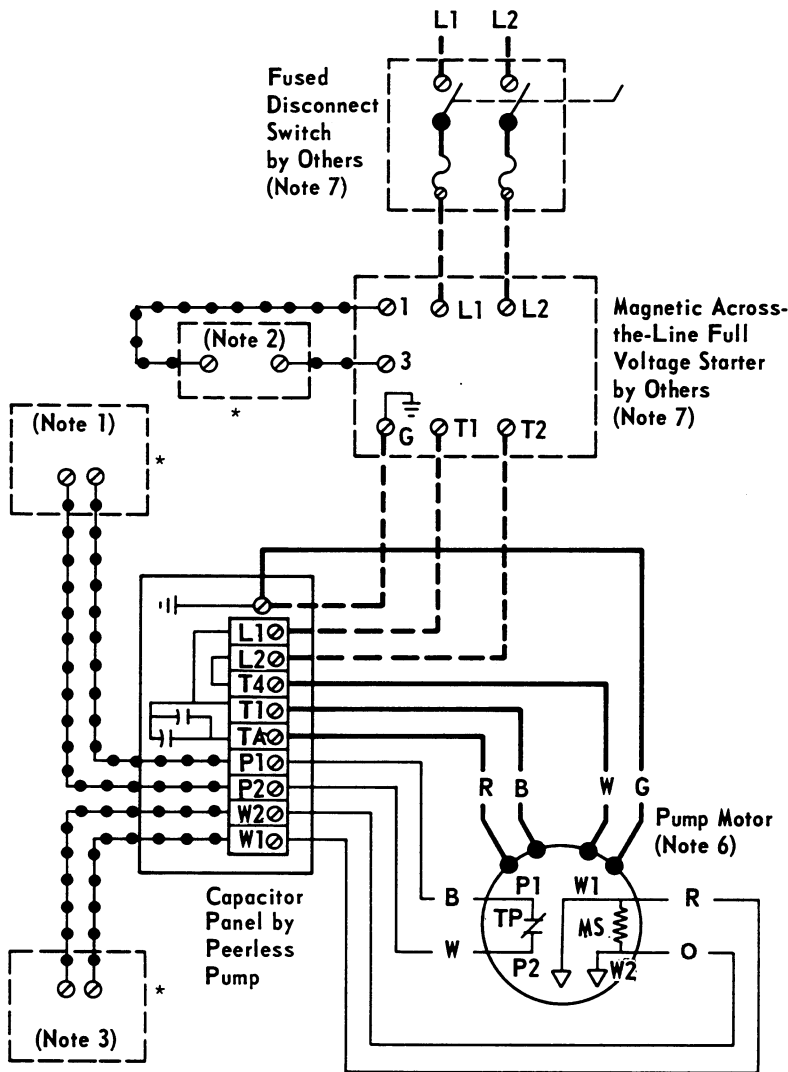 L1 L2
Fused
Disconnect
Switch
by Others
(Note 7)
1 L1 L2
Magnetic Across-
the-Line Full
Voltage Starter
by Others
(Note 7)
(Note 2)
3
*
G T1 T2
(Note 1)
*
L1
L2
T4
T1
TA
P1
P2
W2
W1
R B W G
Pump Motor
(Note 6)
Capacitor
Panel by
Peerless
Pump
B P1 W1 R
TP MS
W P2 W2 O
*
(Note 3)